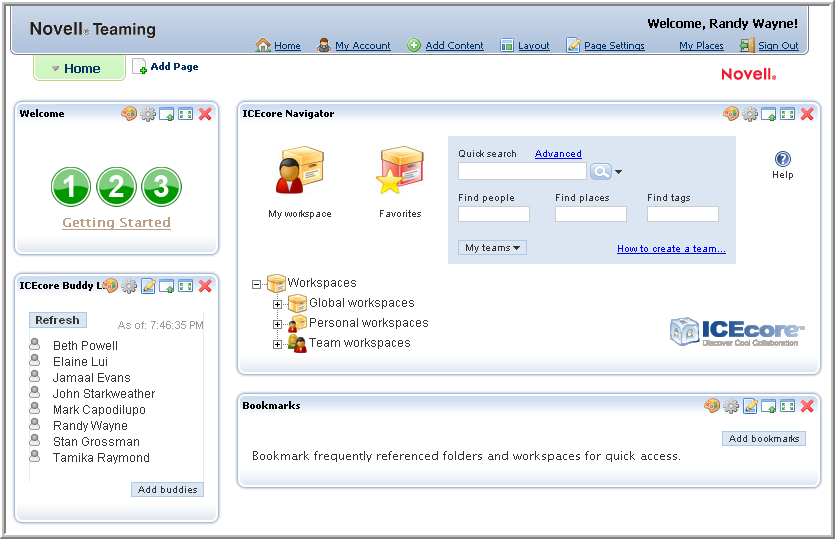 Novell® Teaming
Welcome, Randy Wayne!
Home My Account Add Content Layout Page Settings My Places Sign Out
Home Add Page
Novell®
Welcome
1 2 3
Getting Started
ICEcore Buddy L
Refresh As of: 7:46:35 PM
Beth Powell
Elaine Lui
Jamaal Evans
John Starkweather
Mark Capodilupo
Randy Wayne
Stan Grossman
Tamika Raymond
Add buddies
ICEcore Navigator
My workspace
Favorites
Quick search Advanced
Find people Find places Find tags
My teams How to create a team...
Help
Workspaces
Global workspaces
Personal workspaces
Team workspaces
ICEcore™
Discover Cool Collaboration
Bookmarks
Add bookmarks
Bookmark frequently referenced folders and workspaces for quick access.